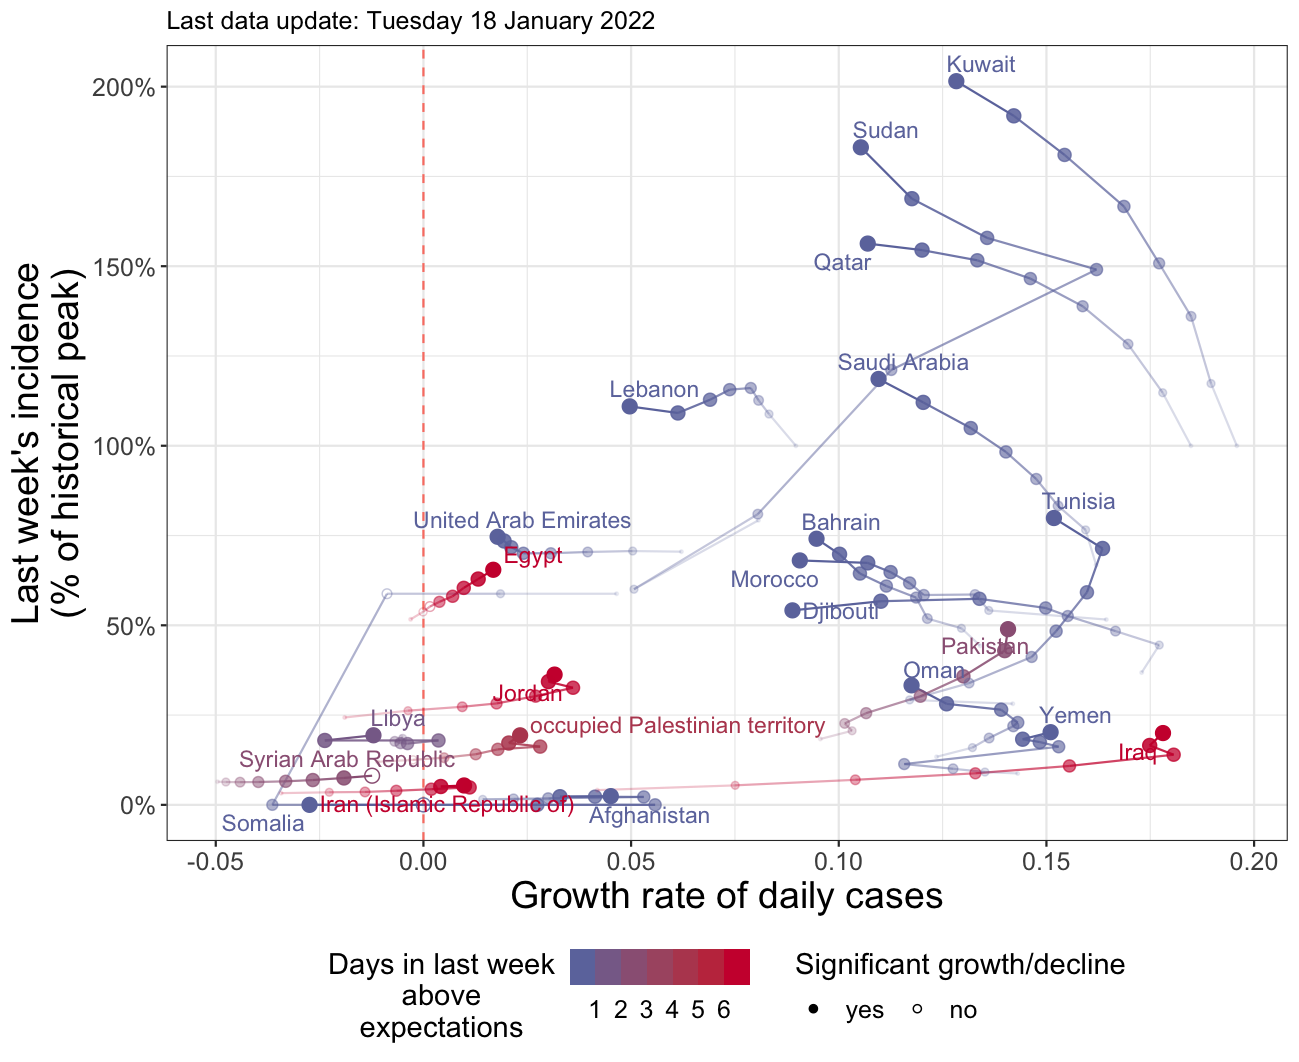 Last data update: Tuesday 18 January 2022
Last week's incidence
(% of historical peak)
200%
150%
100%
50%
0%
Kuwait
Sudan
Qatar
Saudi Arabia
Lebanon
Tunisia
United Arab Emirates
Bahrain
Egypt
Morocco
Djibouti
Pakistan
Oman
Jordan
Libya
Yemen
occupied Palestinian territory
Iraq
Syrian Arab Republic
Iran (Islamic Republic of)
Afghanistan
Somalia
-0.05 0.00 0.05 0.10 0.15 0.20
Growth rate of daily cases
Days in last week
above
expectations
1 2 3 4 5 6
Significant growth/decline
yes no